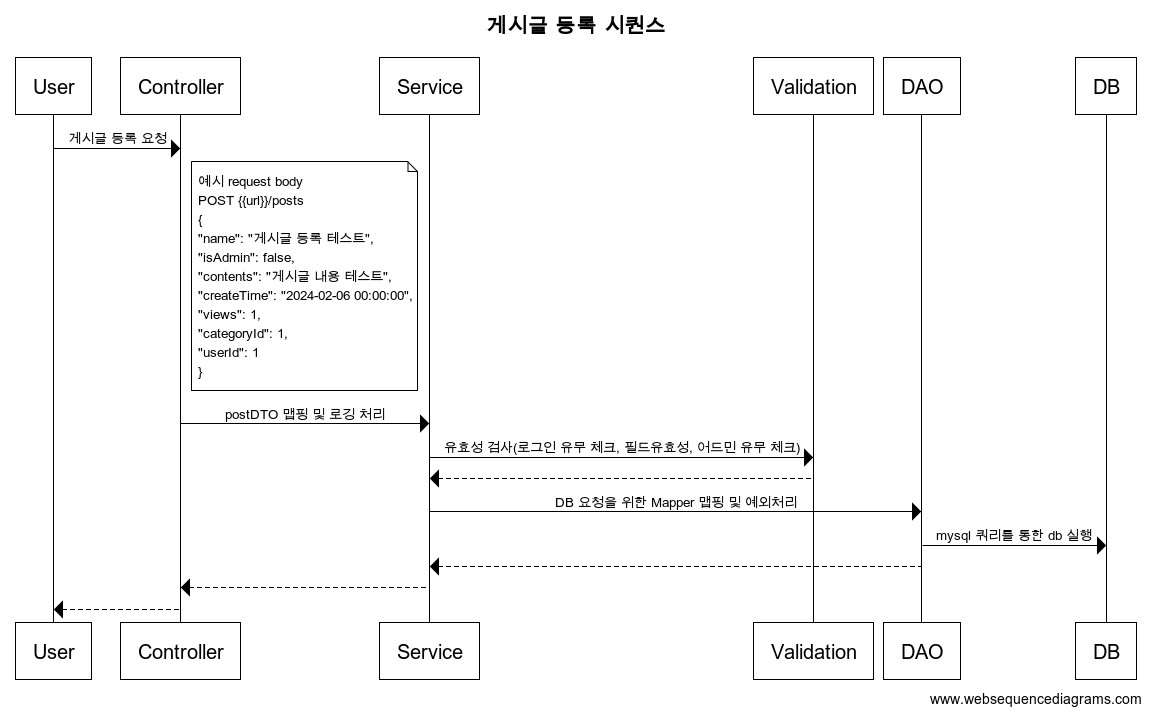 게시글 등록 시퀀스
User Controller Service Validation DAO DB
게시글 등록 요청
예시 request body
POST {{url}}/posts
{
"name": "게시글 등록 테스트",
"isAdmin": false,
"contents": "게시글 내용 테스트",
"createTime": "2024-02-06 00:00:00",
"views": 1,
"categoryId": 1,
"userId": 1
}
postDTO 맵핑 및 로깅 처리
유효성 검사(로그인 유무 체크, 필드유효성, 어드민 유무 체크)
DB 요청을 위한 Mapper 맵핑 및 예외처리
mysql 쿼리를 통한 db 실행
User Controller Service Validation DAO DB
www.websequencediagrams.com